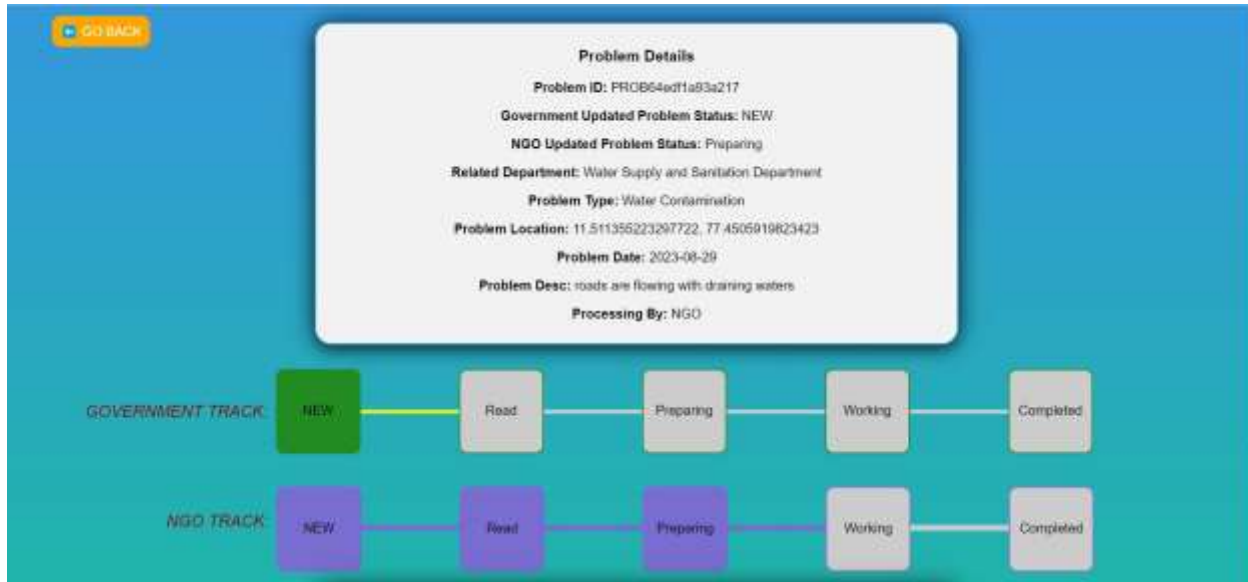 GO BACK
Problem Details
Problem ID: PROB64edf1a93a217
Government Updated Problem Status: NEW
NGO Updated Problem Status: Preparing
Related Department: Water Supply and Sanitation Department
Problem Type: Water Contamination
Problem Location: 11.511355223297722, 77.4505919823423
Problem Date: 2023-08-29
Problem Desc: roads are flowing with draining waters
Processing By: NGO
GOVERNMENT TRACK: NEW Read Preparing Working Completed
NGO TRACK: NEW Read Preparing Working Completed